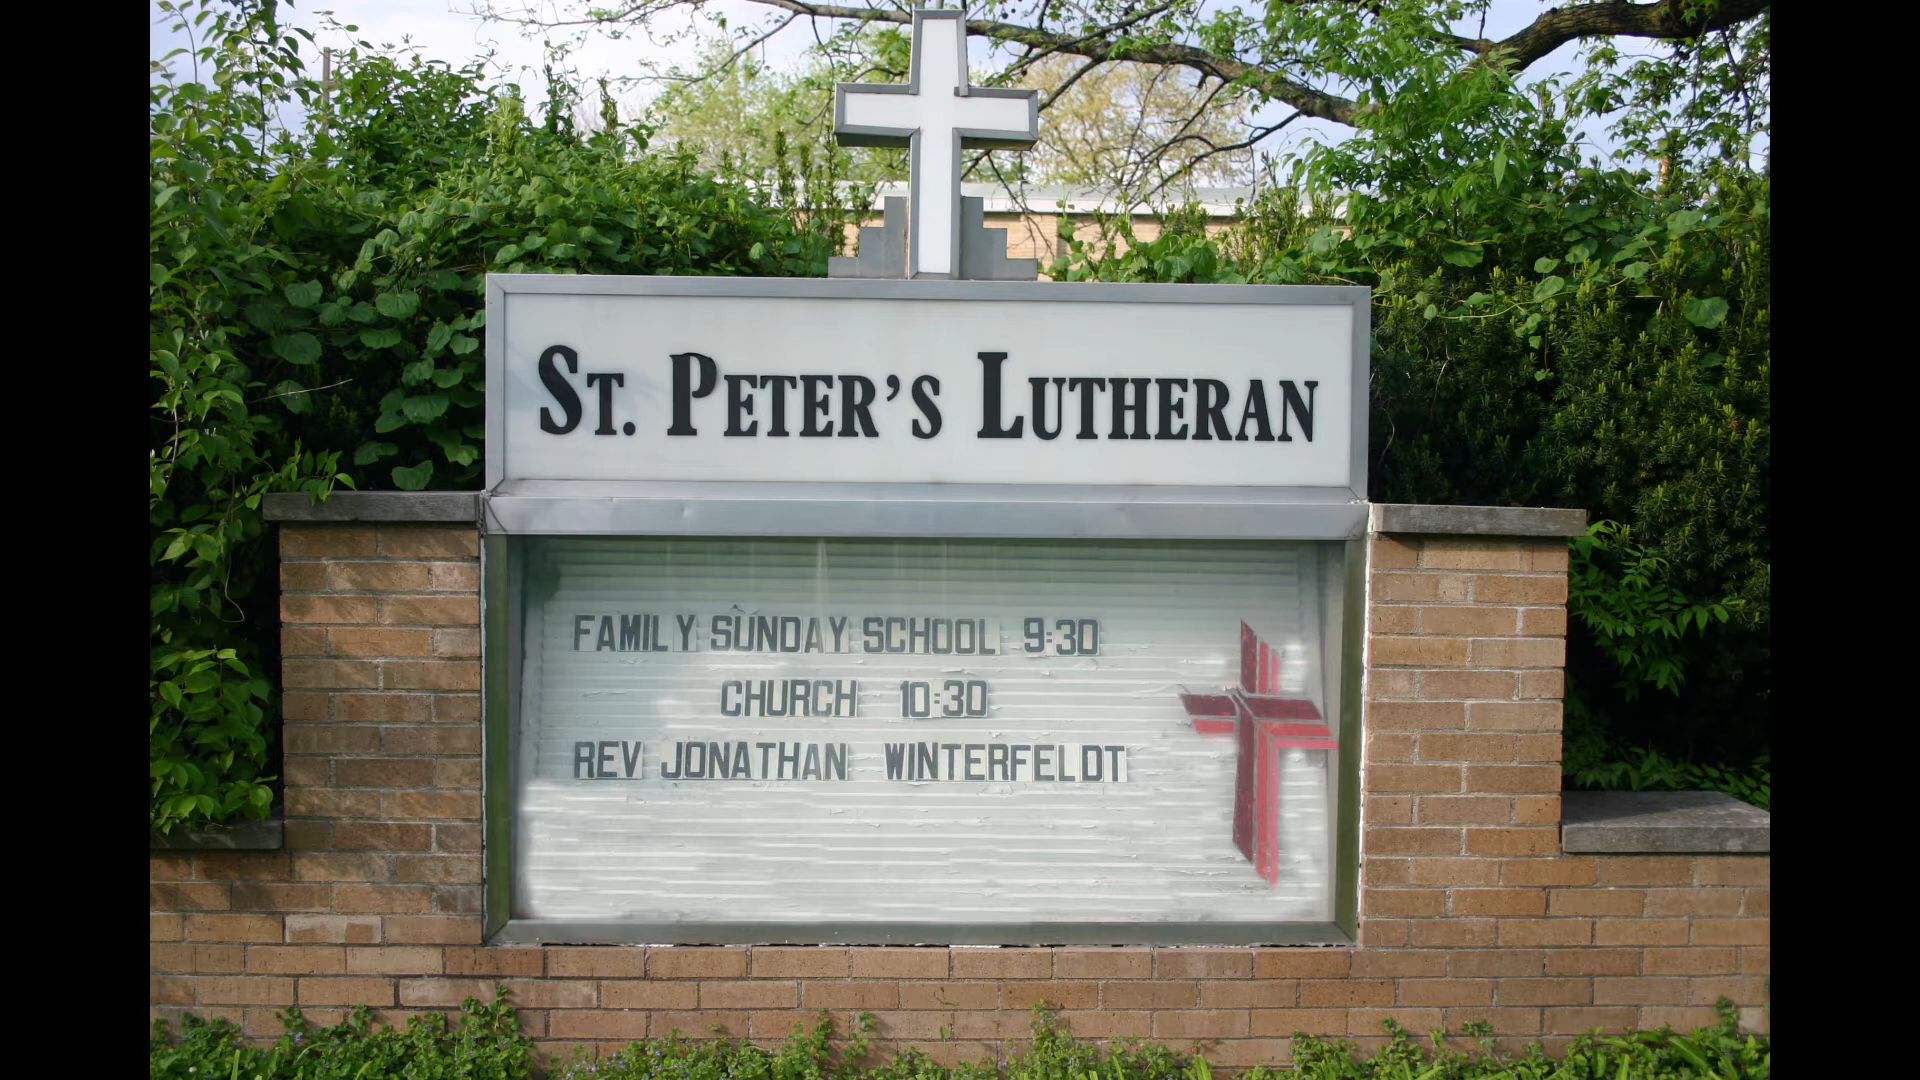 ST. PETER'S LUTHERAN
FAMILY SUNDAY SCHOOL 9:30
CHURCH 10:30
REV JONATHAN WINTERFELDT